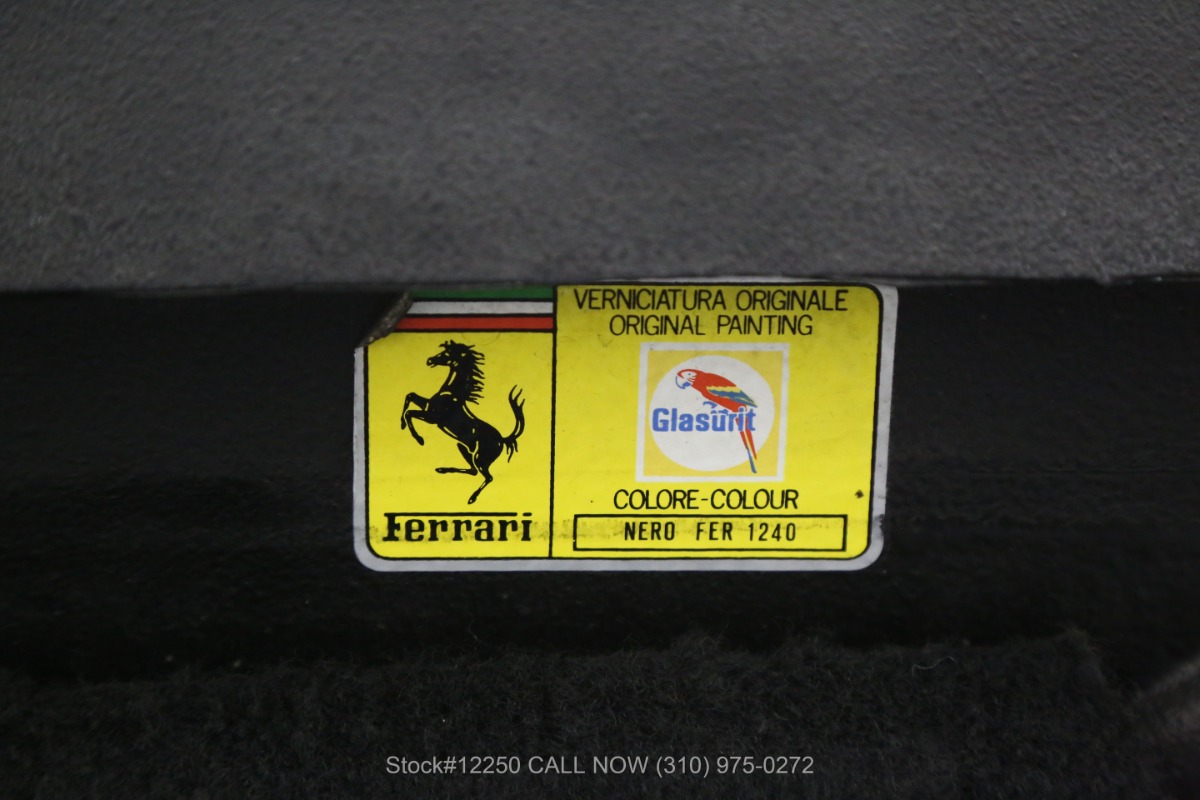 VERNICIATURA ORIGINALE
ORIGINAL PAINTING
Glasurit
COLORE-COLOUR
NERO FER 1240
Ferrari
Stock#12250 CALL NOW (310) 975-0272